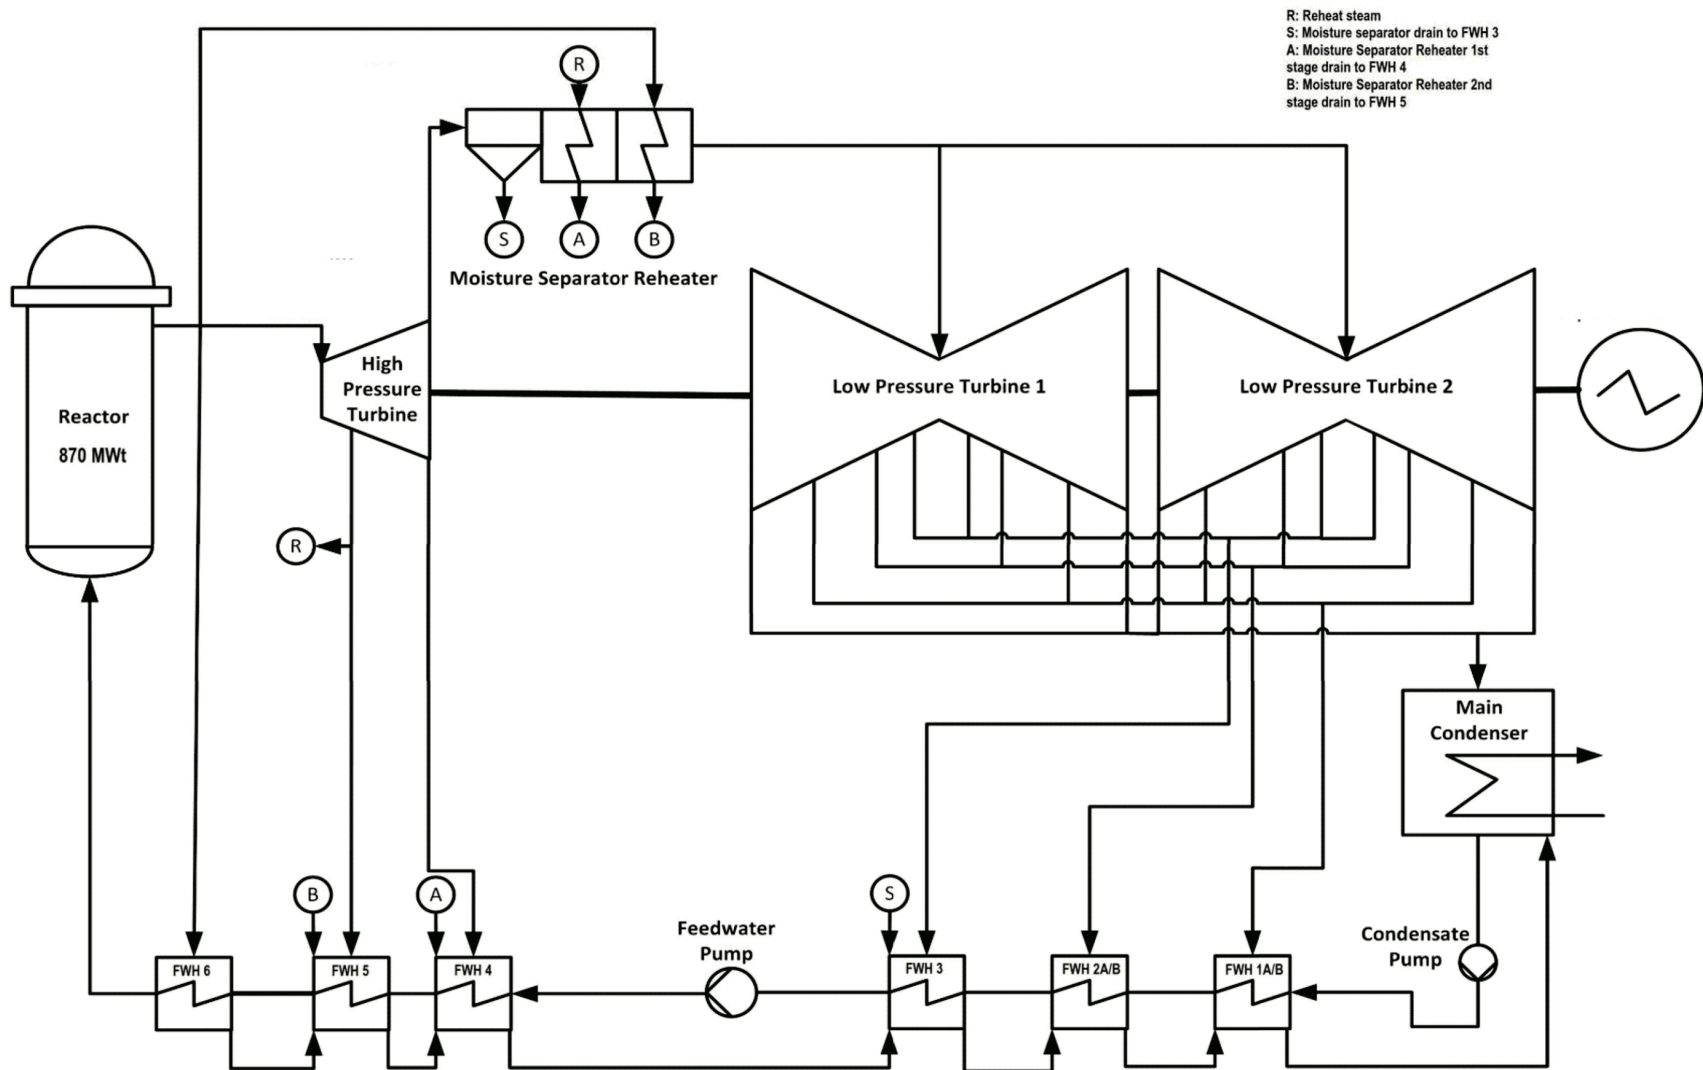 R: Reheat steam
S: Moisture separator drain to FWH 3
A: Moisture Separator Reheater 1st
stage drain to FWH 4
B: Moisture Separator Reheater 2nd
stage drain to FWH 5
R
S
A
B
Moisture Separator Reheater
High
Pressure
Turbine
Low Pressure Turbine 1
Low Pressure Turbine 2
Reactor
870 MWt
R
Main
Condenser
B
A
S
Feedwater
Pump
Condensate
Pump
FWH 6
FWH 5
FWH 4
FWH 3
FWH 2A/B
FWH 1A/B